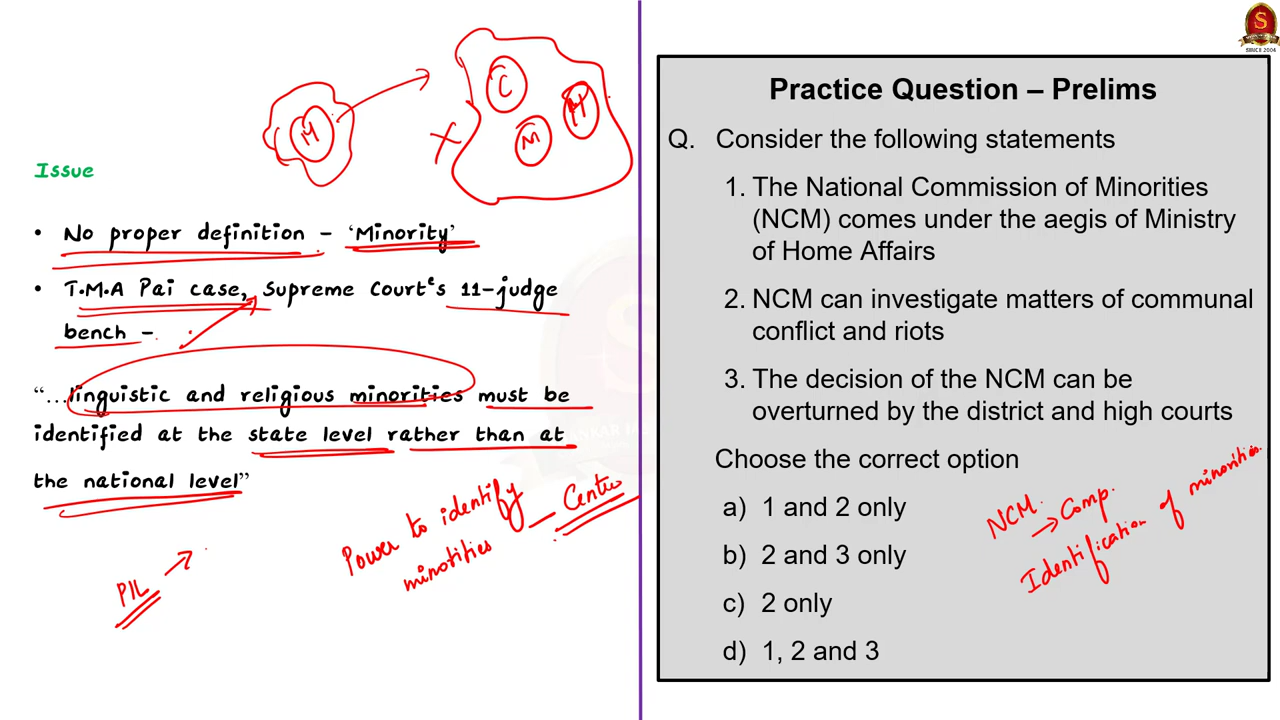 S
SINCE 2004
C
M
M
Issue
• No proper definition – ‘Minority’
• T.M.A Pai case, Supreme Court's 11-judge
bench –
“…linguistic and religious minorities must be
identified at the state level rather than at
the national level”
Power to identify
minotities
Centre
PIL
Practice Question – Prelims
Q. Consider the following statements
1. The National Commission of Minorities
(NCM) comes under the aegis of Ministry
of Home Affairs
2. NCM can investigate matters of communal
conflict and riots
3. The decision of the NCM can be
overturned by the district and high courts
Choose the correct option
a) 1 and 2 only
b) 2 and 3 only
c) 2 only
d) 1, 2 and 3
NCM.
→ Comp.
Identification of minorities.